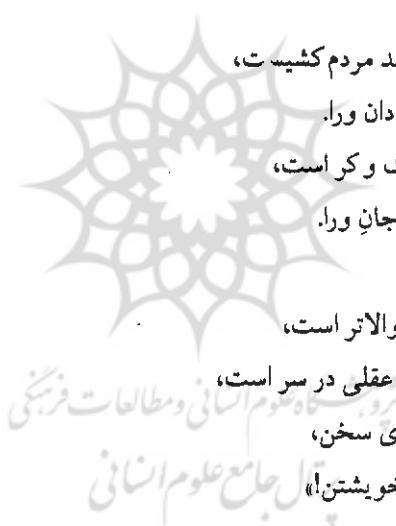 مردم کشیست،
دان ورا.
و کر است،
جانِ ورا.
والاتر است،
عقلی در سر است،
سخن،
خویشتن!»
پژوهشگاه علوم انسانی و مطالعات فرهنگی
پرتال جامع علوم انسانی